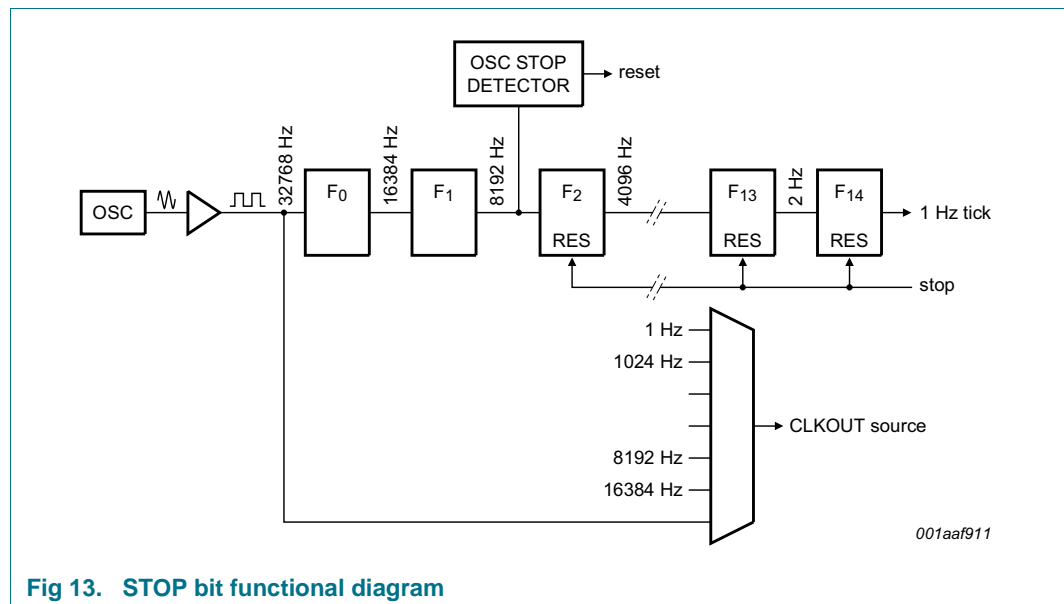 OSC STOP
DETECTOR
reset
OSC
32768 Hz
F0
16384 Hz
F1
8192 Hz
F2
RES
4096 Hz
F13
RES
2 Hz
F14
RES
1 Hz tick
stop
1 Hz
1024 Hz
CLKOUT source
8192 Hz
16384 Hz
001aaf911
Fig 13. STOP bit functional diagram